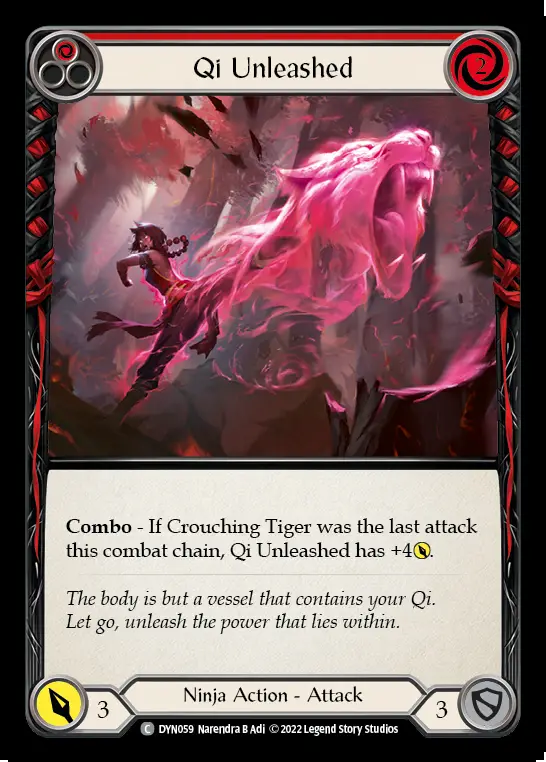 Qi Unleashed
2
Combo - If Crouching Tiger was the last attack
this combat chain, Qi Unleashed has +4.
The body is but a vessel that contains your Qi.
Let go, unleash the power that lies within.
3
Ninja Action - Attack
3
C DYN059 Narendra B Adi ©2022 Legend Story Studios